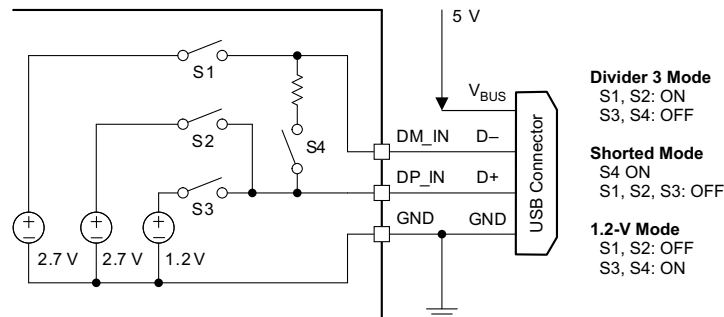 5 V
S1
VBUS
S2
S4
DM_IN
D–
S3
DP_IN
D+
GND
GND
USB Connector
+
–
2.7 V
+
–
2.7 V
+
–
1.2 V
Divider 3 Mode
S1, S2: ON
S3, S4: OFF
Shorted Mode
S4 ON
S1, S2, S3: OFF
1.2-V Mode
S1, S2: OFF
S3, S4: ON